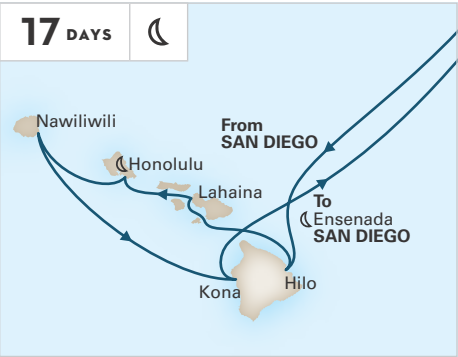 17 DAYS
Nawiliwili
Honolulu
Lahaina
From
SAN DIEGO
To
Ensenada
SAN DIEGO
Kona
Hilo